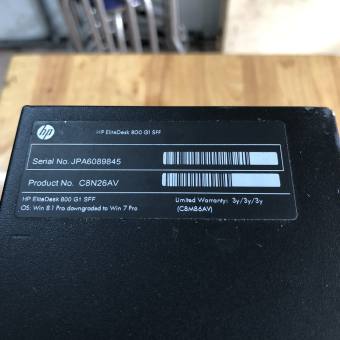 hp
HP EliteDesk 800 G1 SFF
Serial No. JPA6089845
Product No. C8N26AV
HP EliteDesk 800 G1 SFF Limited Warranty: 3y/3y/3y
OS: Win 8.1 Pro downgraded to Win 7 Pro (C8M86AV)